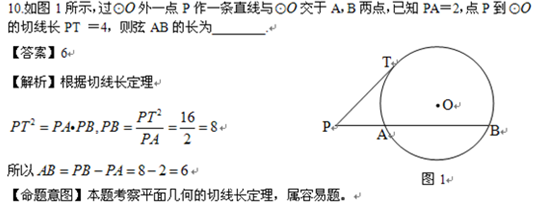 10.如图 1 所示,过⊙O 外一点 P 作一条直线与⊙O 交于 A,B 两点,已知 PA=2,点 P 到⊙O
的切线长 PT =4，则弦 AB 的长为________.
【答案】6
【解析】根据切线长定理
PT² = PA•PB, PB = PT²/PA = 16/2 = 8
所以 AB = PB − PA = 8 − 2 = 6
【命题意图】本题考察平面几何的切线长定理，属容易题。
T
O
P
A
B
图 1